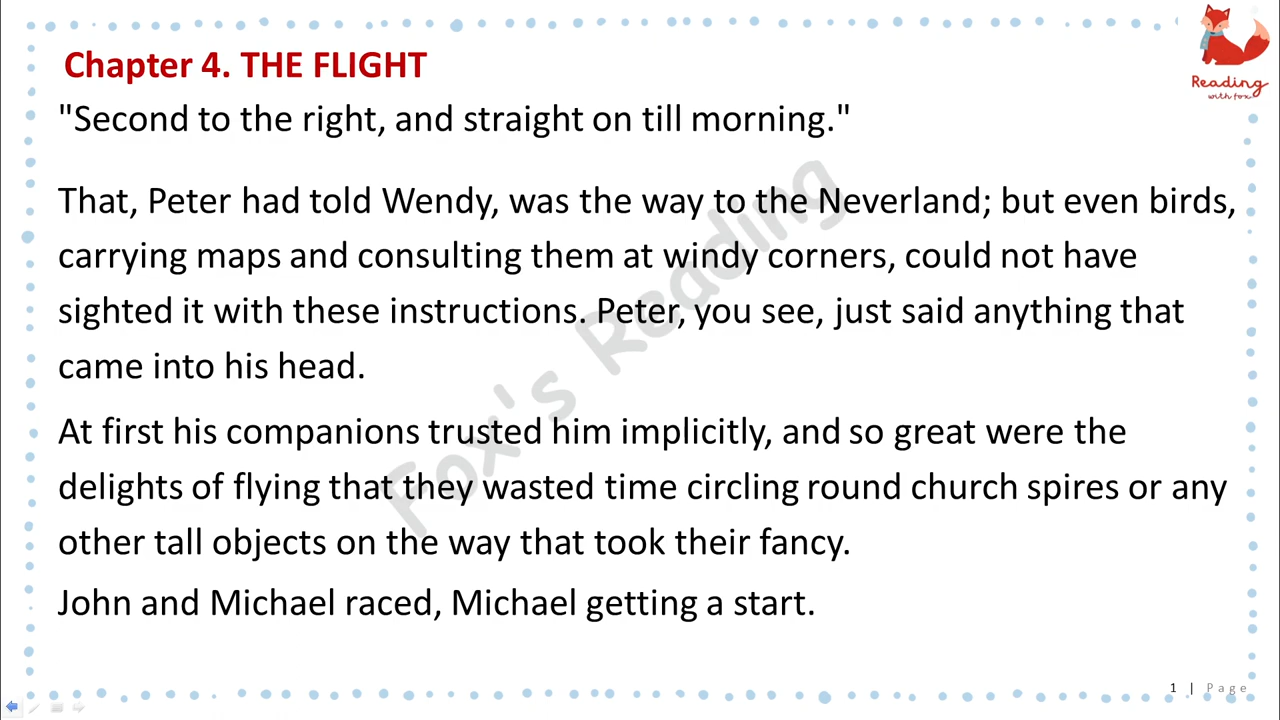 Chapter 4. THE FLIGHT
"Second to the right, and straight on till morning."
That, Peter had told Wendy, was the way to the Neverland; but even birds,
carrying maps and consulting them at windy corners, could not have
sighted it with these instructions. Peter, you see, just said anything that
came into his head.
At first his companions trusted him implicitly, and so great were the
delights of flying that they wasted time circling round church spires or any
other tall objects on the way that took their fancy.
John and Michael raced, Michael getting a start.
Fox's Reading
Reading
with fox
1 | Page